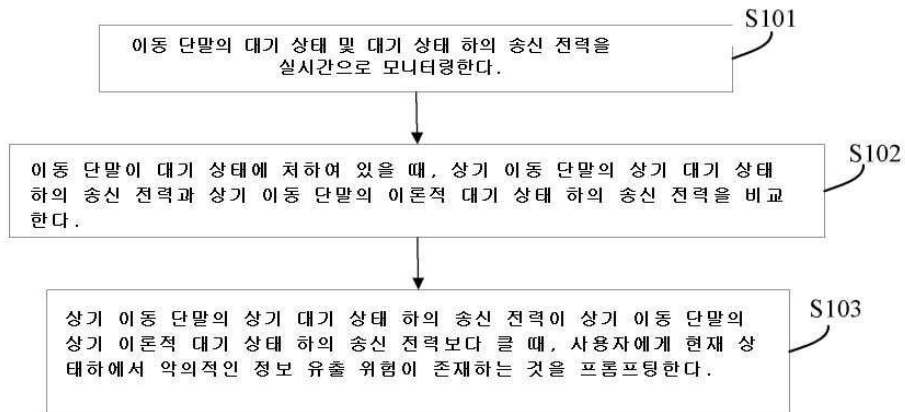 S101
이동 단말의 대기 상태 및 대기 상태 하의 송신 전력을
실시간으로 모니터링한다.
S102
이동 단말이 대기 상태에 처하여 있을 때, 상기 이동 단말의 상기 대기 상태
하의 송신 전력과 상기 이동 단말의 이론적 대기 상태 하의 송신 전력을 비교
한다.
S103
상기 이동 단말의 상기 대기 상태 하의 송신 전력이 상기 이동 단말의
상기 이론적 대기 상태 하의 송신 전력보다 클 때, 사용자에게 현재 상
태하에서 악의적인 정보 유출 위험이 존재하는 것을 프롬프팅한다.